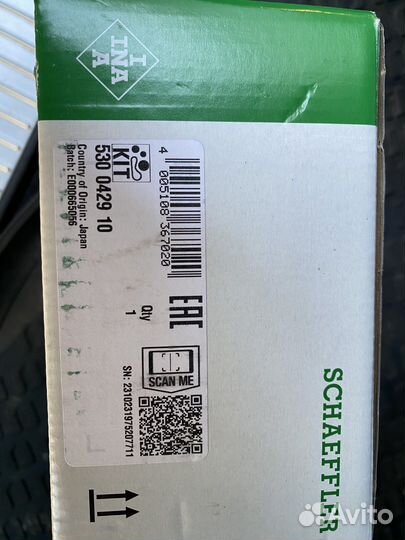 I
INA
A
KIT
530 0429 10
Country of Origin: Japan
Batch: E000665056
4 005108 367020
EAC
Qty
1
SCAN ME
SN: 2310231975207711
SCHAEFFLER
Avito